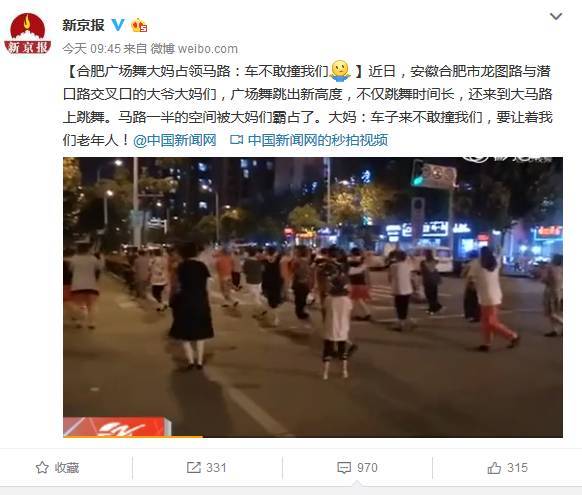 新京报
新京报
今天 09:45 来自 微博 weibo.com
【合肥广场舞大妈占领马路：车不敢撞我们】近日，安徽合肥市龙图路与潜
口路交叉口的大爷大妈们，广场舞跳出新高度，不仅跳舞时间长，还来到大马路
上跳舞。马路一半的空间被大妈们霸占了。大妈：车子来不敢撞我们，要让着我
们老年人！@中国新闻网 中国新闻网的秒拍视频
收藏 331 970 315